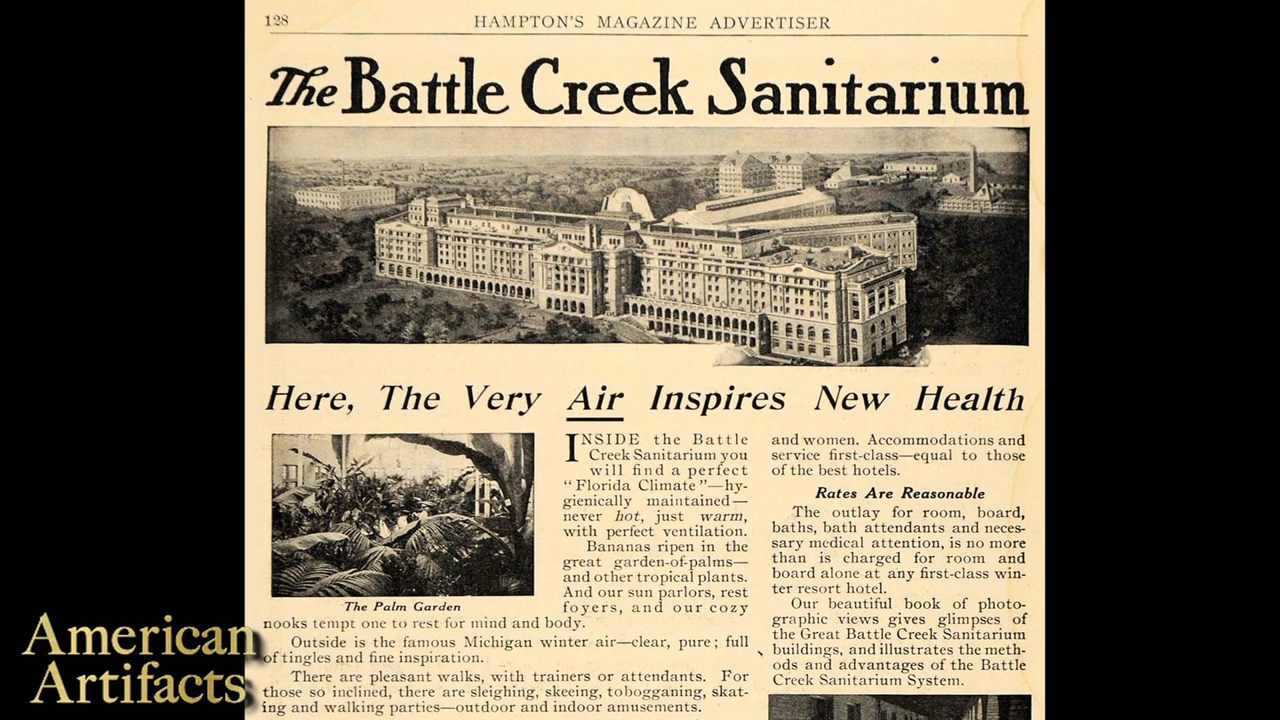 128
HAMPTON'S MAGAZINE ADVERTISER
The Battle Creek Sanitarium
Here, The Very Air Inspires New Health
The Palm Garden
INSIDE the Battle
Creek Sanitarium you
will find a perfect
"Florida Climate"—hy-
gienically maintained—
never hot, just warm,
with perfect ventilation.
Bananas ripen in the
great garden-of-palms—
and other tropical plants.
And our sun parlors, rest
foyers, and our cozy
nooks tempt one to rest for mind and body.
Outside is the famous Michigan winter air—clear, pure; full
of tingles and fine inspiration.
There are pleasant walks, with trainers or attendants. For
those so inclined, there are sleighing, skeeing, tobogganing, skat-
ing and walking parties—outdoor and indoor amusements.
and women. Accommodations and
service first-class—equal to those
of the best hotels.
Rates Are Reasonable
The outlay for room, board,
baths, bath attendants and neces-
sary medical attention, is no more
than is charged for room and
board alone at any first-class win-
ter resort hotel.
Our beautiful book of photo-
graphic views gives glimpses of
the Great Battle Creek Sanitarium
buildings, and illustrates the meth-
ods and advantages of the Battle
Creek Sanitarium System.
American
Artifacts